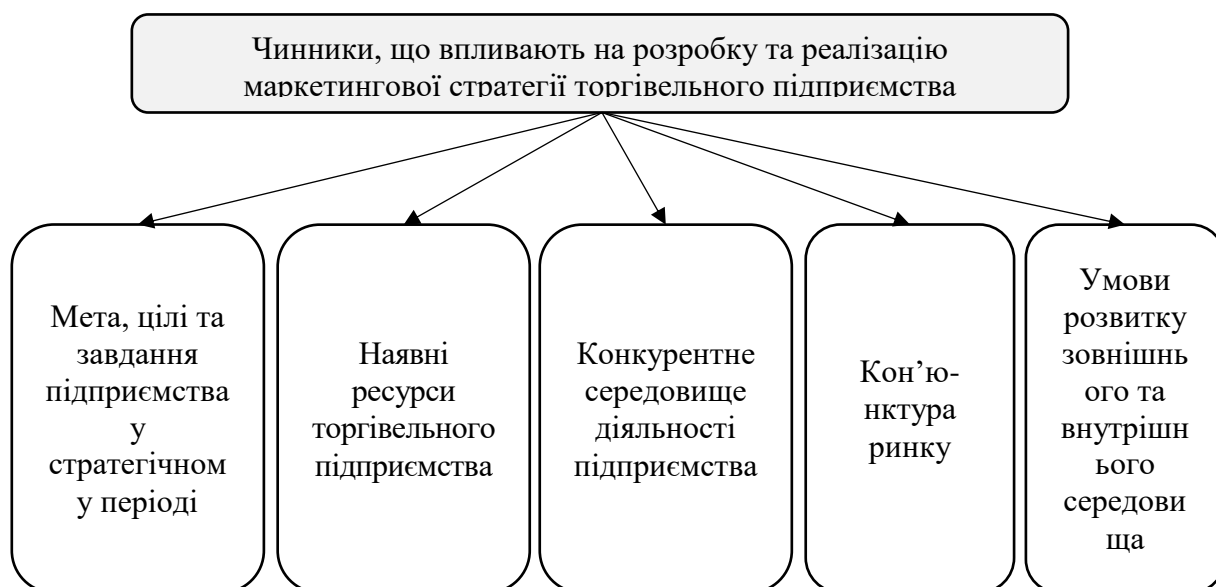 Чинники, що впливають на розробку та реалізацію
маркетингової стратегії торгівельного підприємства
Мета, цілі та
завдання
підприємства
у
стратегічном
у періоді
Наявні
ресурси
торгівельного
підприємства
Конкурентне
середовище
діяльності
підприємства
Кон’ю-
нктура
ринку
Умови
розвитку
зовнішнь
ого та
внутрішн
ього
середови
ща